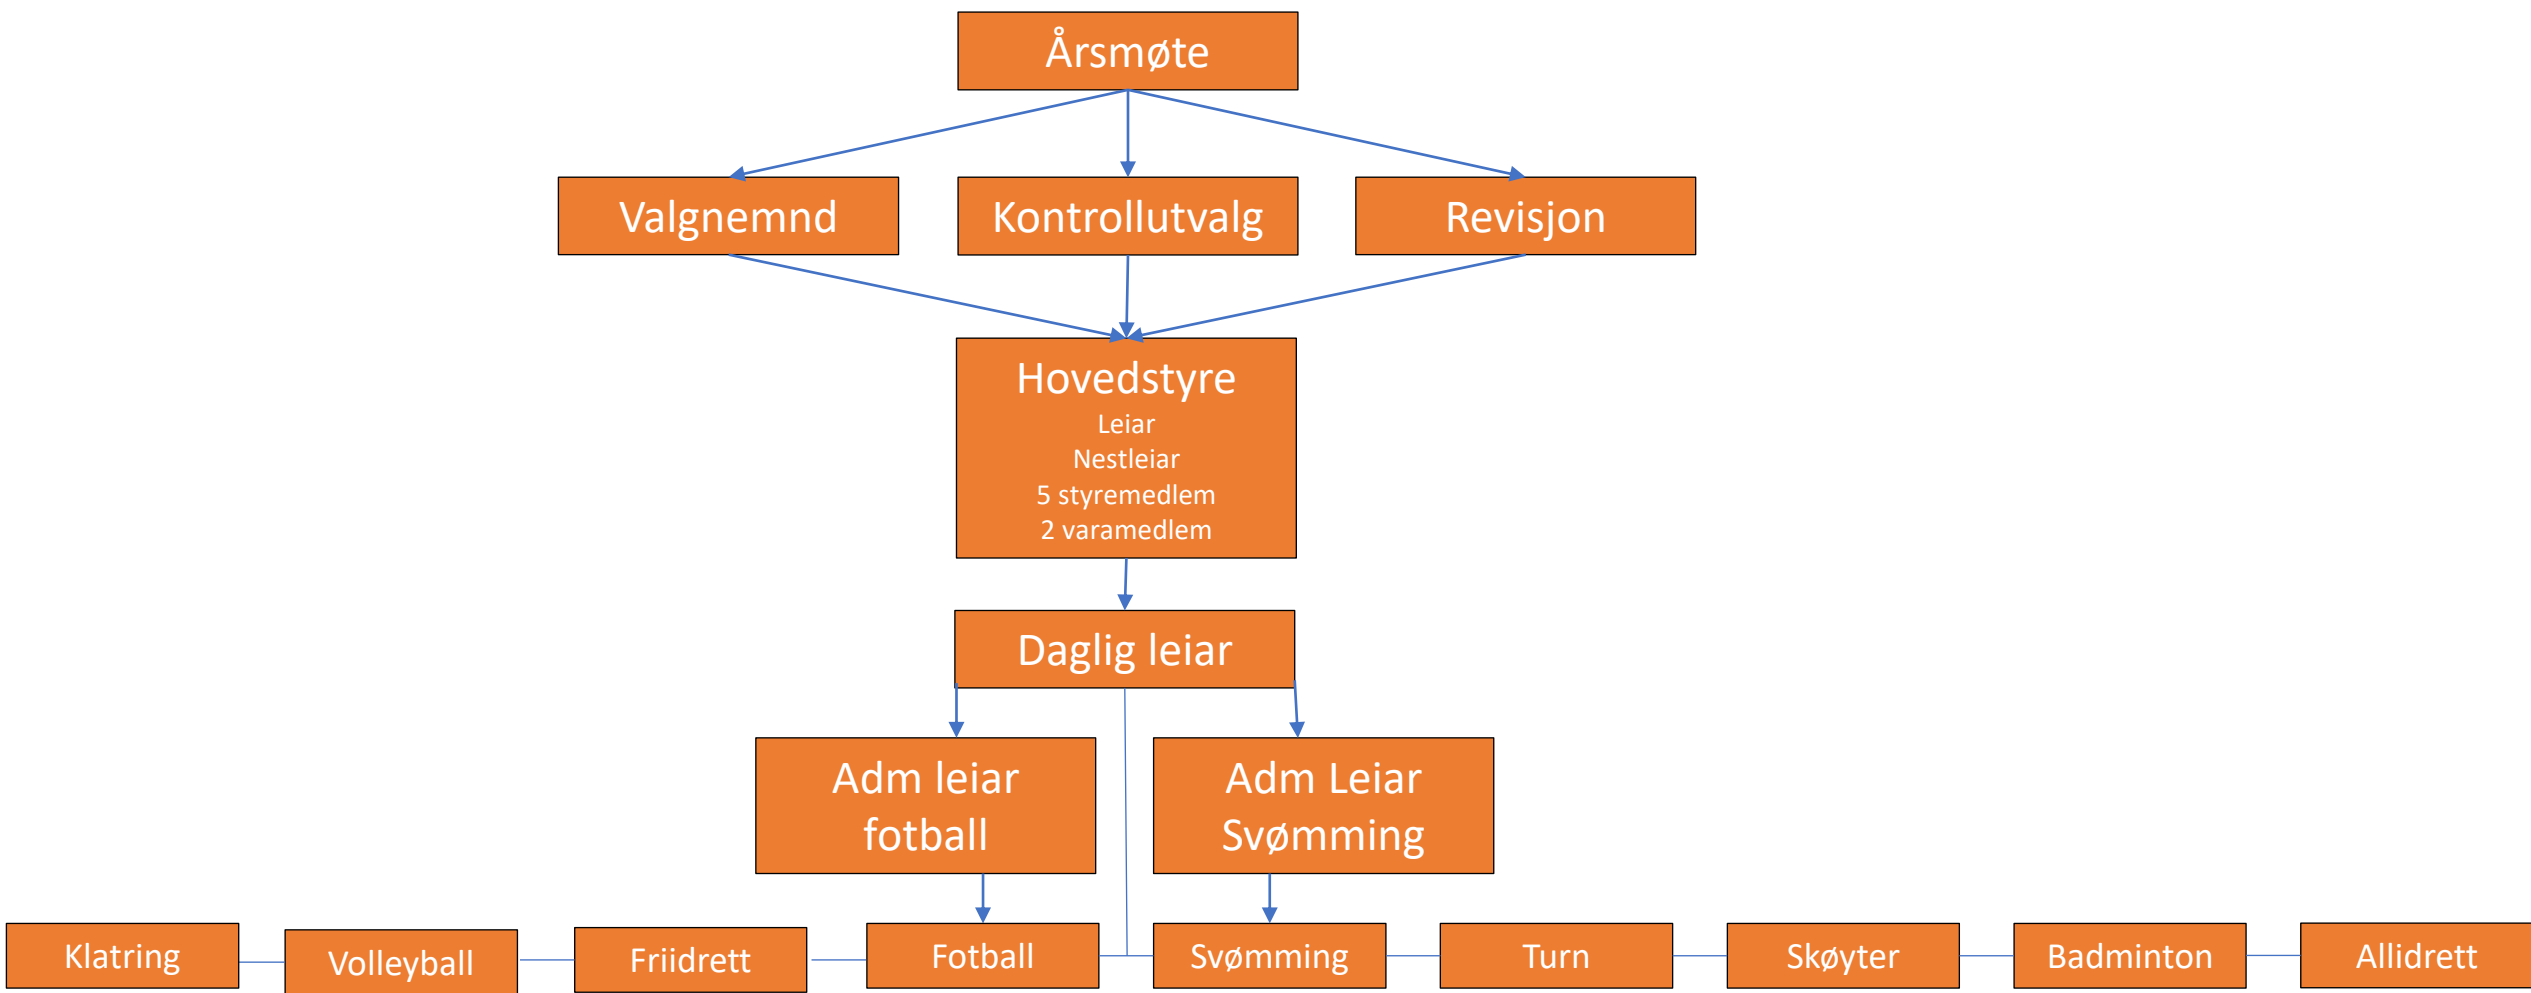 Årsmøte
Valgnemnd
Kontrollutvalg
Revisjon
Hovedstyre
Leiar
Nestleiar
5 styremedlem
2 varamedlem
Daglig leiar
Adm leiar
fotball
Adm Leiar
Svømming
Klatring
Volleyball
Friidrett
Fotball
Svømming
Turn
Skøyter
Badminton
Allidrett